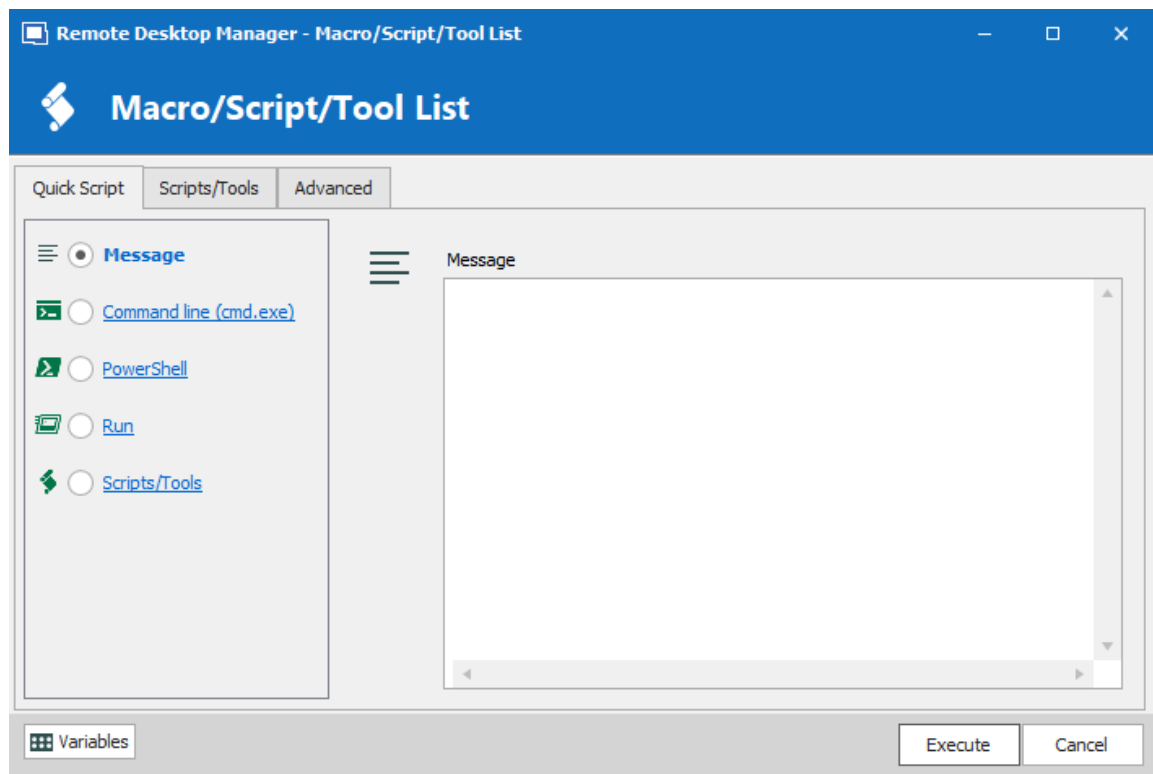 Remote Desktop Manager - Macro/Script/Tool List
Macro/Script/Tool List
Quick Script Scripts/Tools Advanced
Message
Command line (cmd.exe)
PowerShell
Run
Scripts/Tools
Message
Variables
Execute Cancel